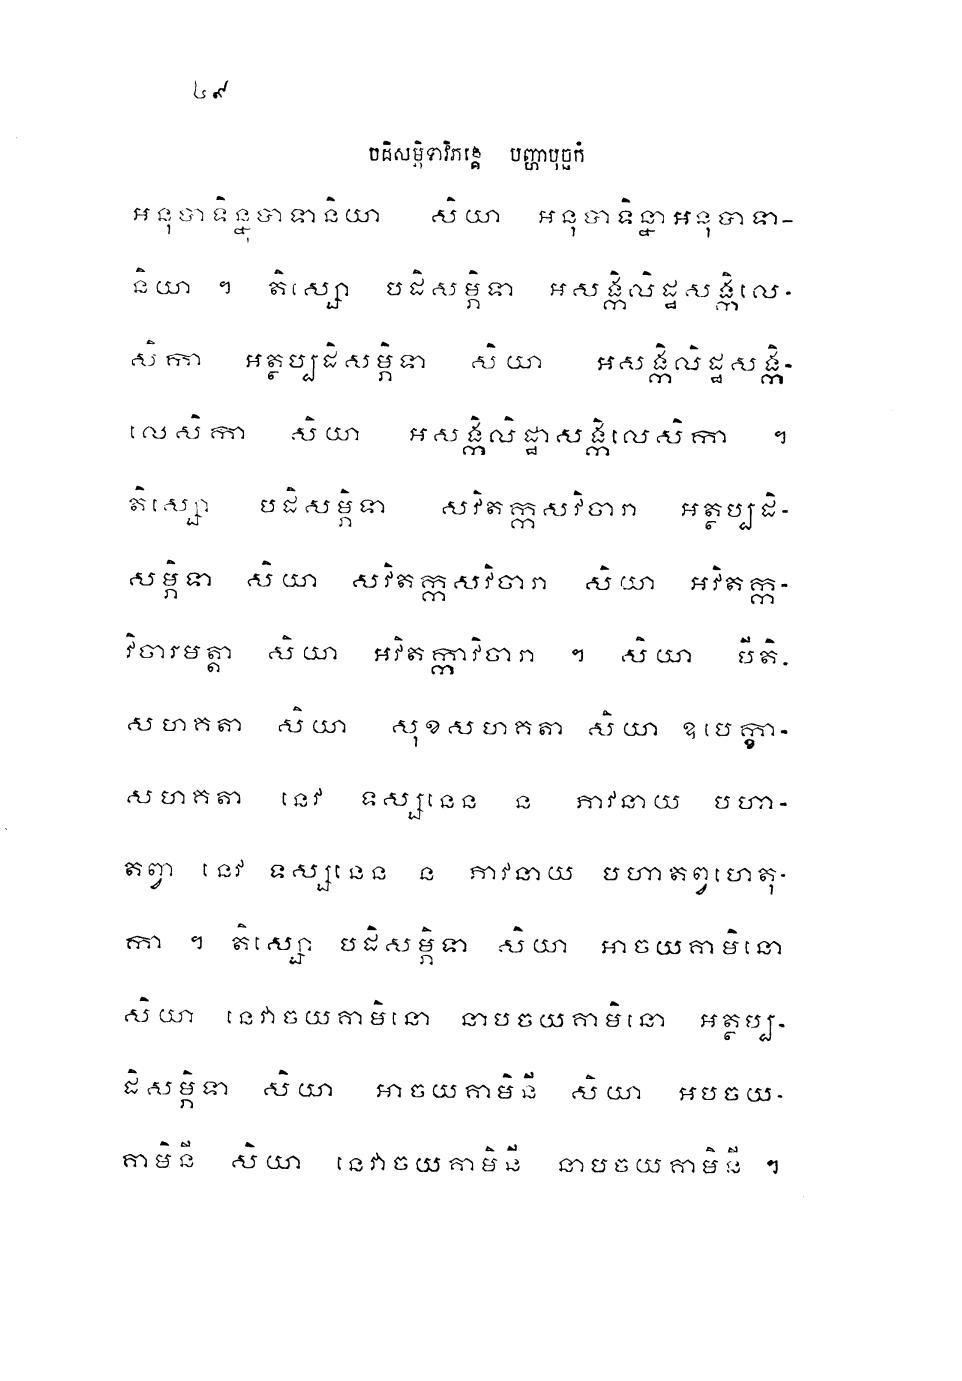 ៤៩
បដិសម្ភិទាវិភង្គេ បញ្ហាបុច្ឆកំ
អនុបាទិន្នុបាទានិយា សិយា អនុបាទិន្នាអនុបាទា-
និយា ។ តិស្សោ បដិសម្ភិទា អសង្កិលិដ្ឋសង្កិលេ-
សិកា អត្ថប្បដិសម្ភិទា សិយា អសង្កិលិដ្ឋសង្កិ-
លេសិកា សិយា អសង្កិលិដ្ឋាសង្កិលេសិកា ។
តិស្សោ បដិសម្ភិទា សវិតក្កសវិចារា អត្ថប្បដិ-
សម្ភិទា សិយា សវិតក្កសវិចារា សិយា អវិតក្ក-
វិចារមត្តា សិយា អវិតក្កាវិចារា ។ សិយា បីតិ-
សហគតា សិយា សុខសហគតា សិយា ឧបេក្ខា-
សហគតា នេវ ទស្សនេន ន ភាវនាយ បហា-
តព្វា នេវ ទស្សនេន ន ភាវនាយ បហាតព្វហេតុ-
កា ។ តិស្សោ បដិសម្ភិទា សិយា អាចយគាមិនោ
សិយា នេវាចយគាមិនោ នាបចយគាមិនោ អត្ថប្ប-
ដិសម្ភិទា សិយា អាចយគាមិនី សិយា អបចយ-
គាមិនី សិយា នេវាចយគាមិនី នាបចយគាមិនី ។